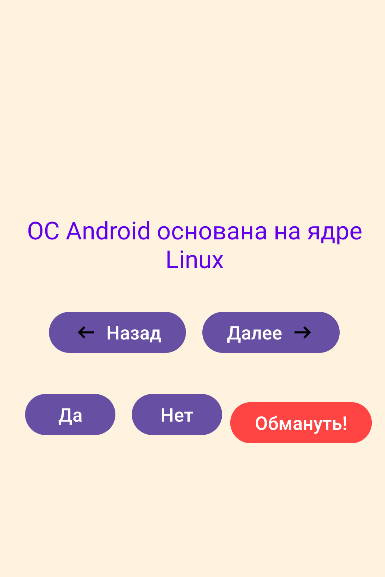 ОС Android основана на ядре
Linux
Назад
Далее
Да
Нет
Обмануть!